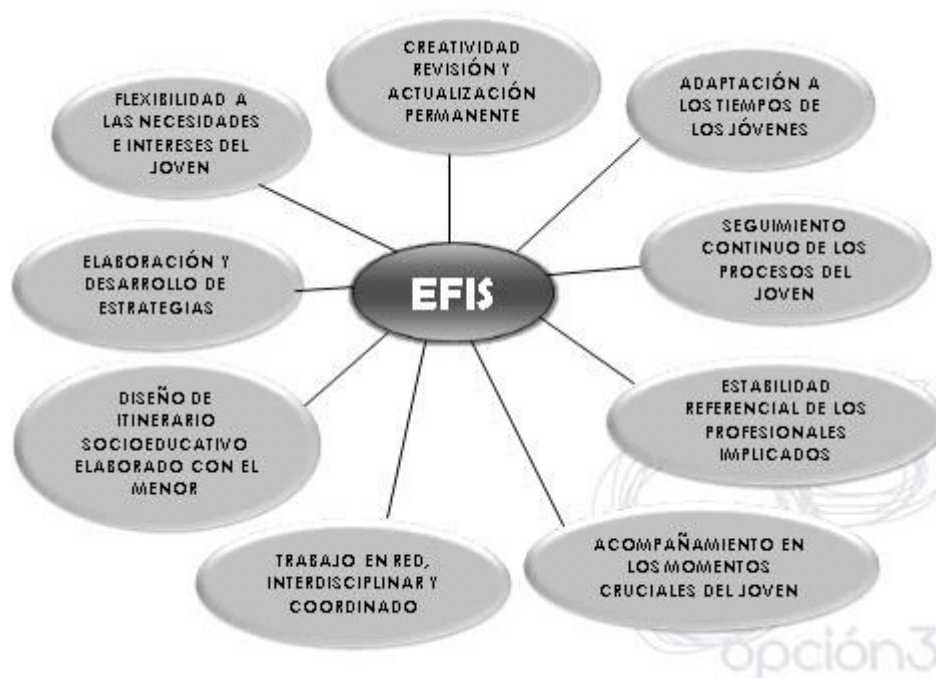 CREATIVIDAD
REVISIÓN Y
ACTUALIZACIÓN
PERMANENTE
ADAPTACIÓN A
LOS TIEMPOS DE
LOS JÓVENES
SEGUIMIENTO
CONTINUO DE LOS
PROCESOS DEL
JOVEN
ESTABILIDAD
REFERENCIAL DE LOS
PROFESIONALES
IMPLICADOS
ACOMPAÑAMIENTO EN
LOS MOMENTOS
CRUCIALES DEL JOVEN
TRABAJO EN RED,
INTERDISCIPLINAR Y
COORDINADO
DISEÑO DE
ITINERARIO
SOCIOEDUCATIVO
ELABORADO CON EL
MENOR
ELABORACIÓN Y
DESARROLLO DE
ESTRATEGIAS
FLEXIBILIDAD A
LAS NECESIDADES
E INTERESES DEL
JOVEN
EFIS
opción3